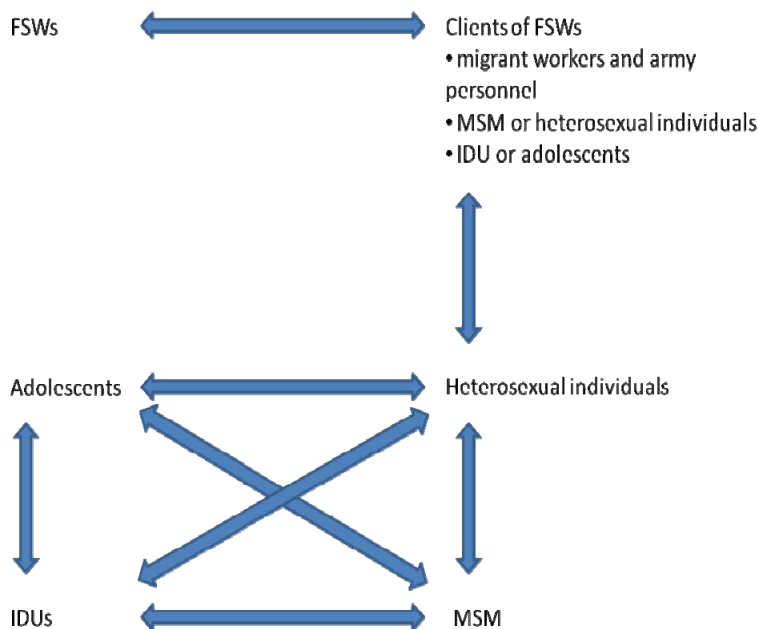 FSWs
Clients of FSWs
• migrant workers and army
personnel
• MSM or heterosexual individuals
• IDU or adolescents
Adolescents
Heterosexual individuals
IDUs
MSM